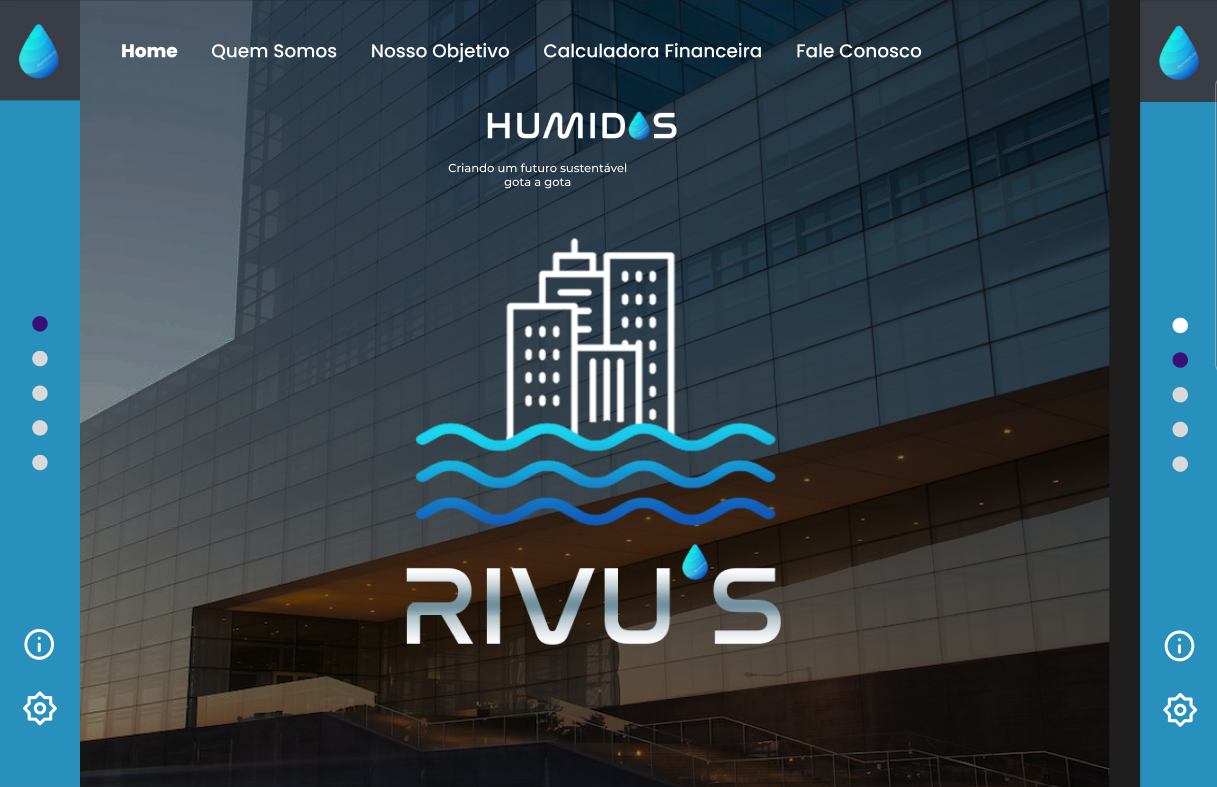 Home Quem Somos Nosso Objetivo Calculadora Financeira Fale Conosco
HUMIDOS
Criando um futuro sustentável
gota a gota
RIVU'S